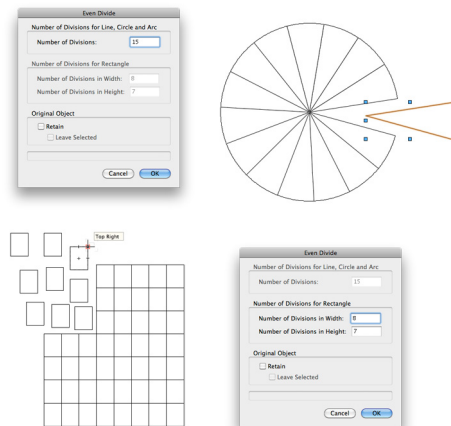 Even Divide
Number of Divisions for Line, Circle and Arc
Number of Divisions: 15
Number of Divisions for Rectangle
Number of Divisions in Width: 8
Number of Divisions in Height: 7
Original Object
Retain
Leave Selected
Cancel OK
Top Right
Even Divide
Number of Divisions for Line, Circle and Arc
Number of Divisions: 15
Number of Divisions for Rectangle
Number of Divisions in Width: 8
Number of Divisions in Height: 7
Original Object
Retain
Leave Selected
Cancel OK